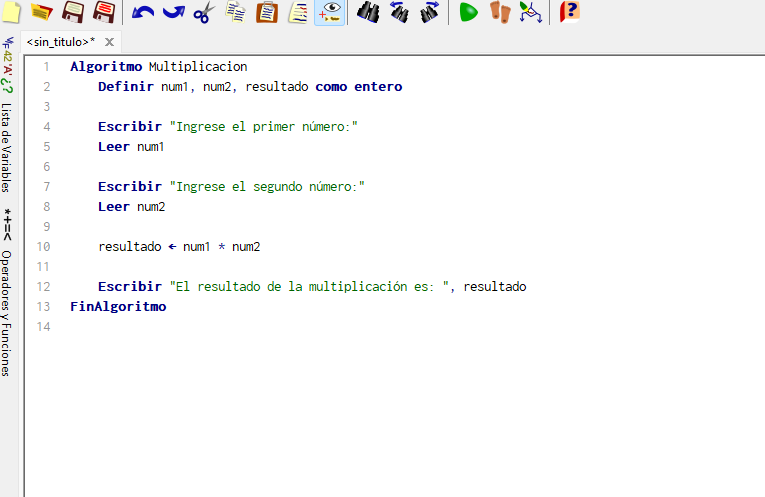 <sin_titulo>*
Lista de Variables
*+=<
Operadores y Funciones
1 Algoritmo Multiplicacion
2 Definir num1, num2, resultado como entero
3
4 Escribir "Ingrese el primer número:"
5 Leer num1
6
7 Escribir "Ingrese el segundo número:"
8 Leer num2
9
10 resultado ← num1 * num2
11
12 Escribir "El resultado de la multiplicación es: ", resultado
13 FinAlgoritmo
14